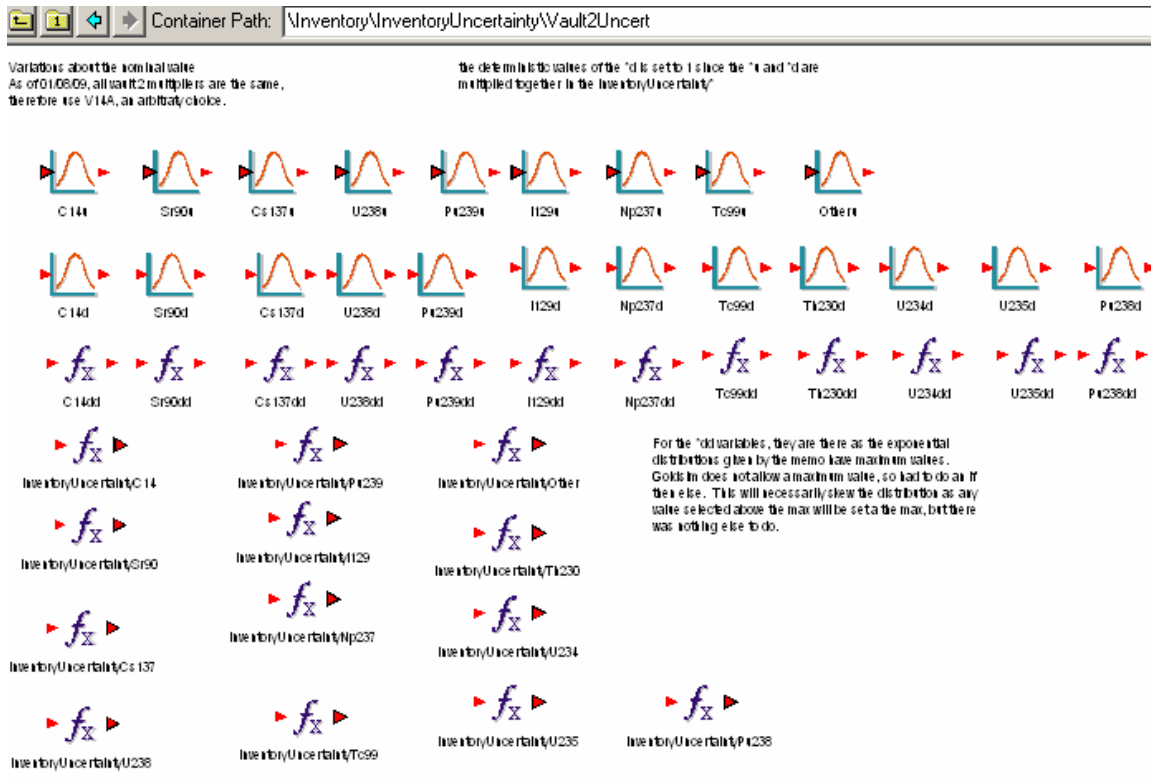 Container Path: \Inventory\InventoryUncertainty\Vault2Uncert
Variations about the nominal value
As of 01/08/09, all vault 2 multipliers are the same,
therefore use V14A, an arbitraty choice.
the deterministic values of the *d is set to 1 since the *u and *d are
multiplied together in the InventoryUncertainty*
C14u Sr90u Cs137u U238u Pu239u I129u Np237u Tc99u Otheru
C14d Sr90d Cs137d U238d Pu239d I129d Np237d Tc99d Th230d U234d U235d Pu238d
C14dd Sr90dd Cs137dd U238dd Pu239dd I129dd Np237dd Tc99dd Th230dd U234dd U235dd Pu238dd
For the *dd variables, they are there as the exponential
distributions given by the memo have maximum values.
Goldsim does not allow a maximum value, so had to do an if
then else. This will necessarily skew the distribution as any
value selected above the max will be set a the max, but there
was nothing else to do.
InventoryUncertainty/C14 InventoryUncertainty/Pu239 InventoryUncertainty/Other
InventoryUncertainty/Sr90 InventoryUncertainty/I129 InventoryUncertainty/Th230
InventoryUncertainty/Cs137 InventoryUncertainty/Np237 InventoryUncertainty/U234
InventoryUncertainty/U238 InventoryUncertainty/Tc99 InventoryUncertainty/U235 InventoryUncertainty/Pu238